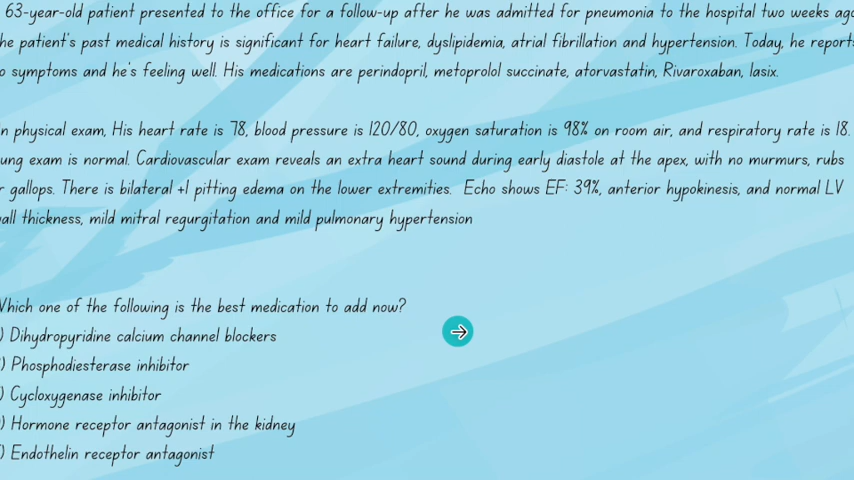 63-year-old patient presented to the office for a follow-up after he was admitted for pneumonia to the hospital two weeks ag
he patient's past medical history is significant for heart failure, dyslipidemia, atrial fibrillation and hypertension. Today, he reports
o symptoms and he's feeling well. His medications are perindopril, metoprolol succinate, atorvastatin, Rivaroxaban, lasix.
n physical exam, His heart rate is 78, blood pressure is 120/80, oxygen saturation is 98% on room air, and respiratory rate is 18.
ung exam is normal. Cardiovascular exam reveals an extra heart sound during early diastole at the apex, with no murmurs, rubs
r gallops. There is bilateral +1 pitting edema on the lower extremities. Echo shows EF: 39%, anterior hypokinesis, and normal LV
all thickness, mild mitral regurgitation and mild pulmonary hypertension
Which one of the following is the best medication to add now?
) Dihydropyridine calcium channel blockers
) Phosphodiesterase inhibitor
) Cycloxygenase inhibitor
) Hormone receptor antagonist in the kidney
) Endothelin receptor antagonist